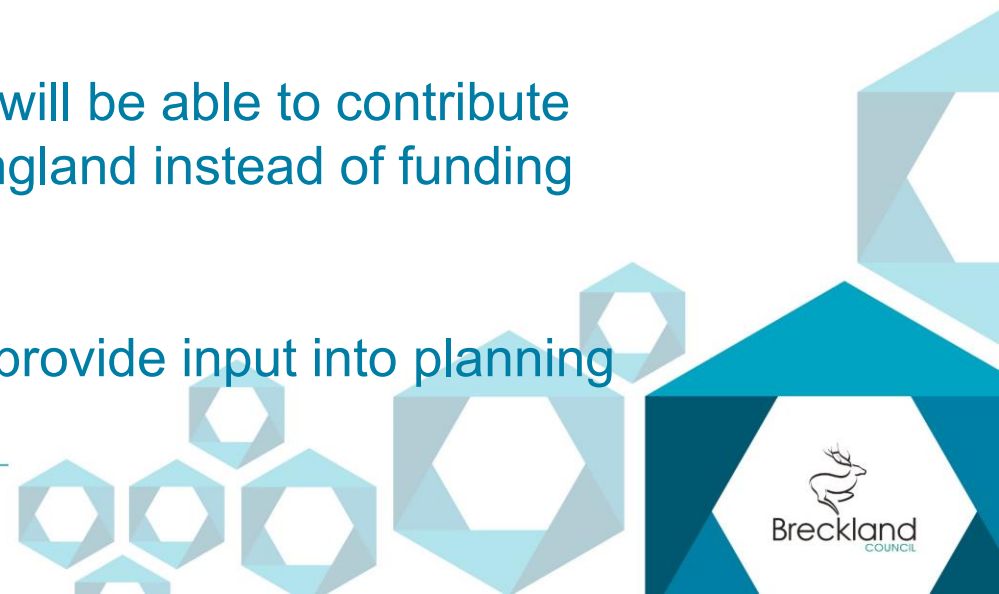 will be able to contribute
ngland instead of funding
provide input into planning
Breckland
COUNCIL